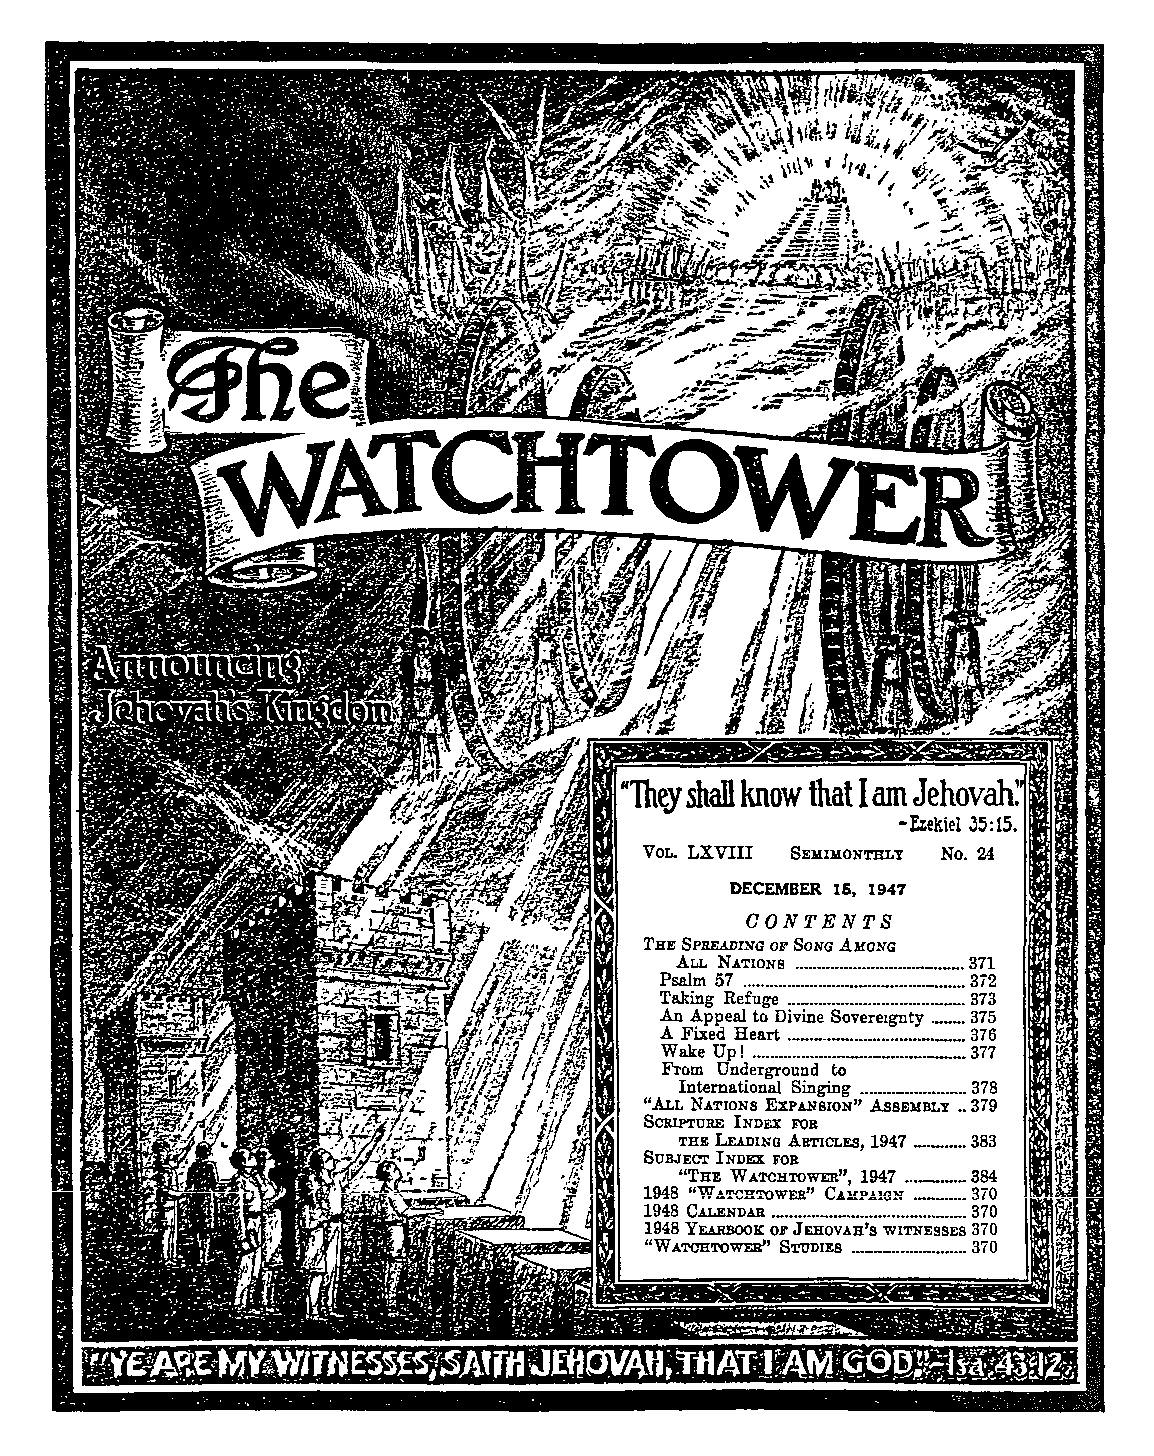 The
WATCHTOWER
Announcing
Jehovah's Kingdom
"They shall know that I am Jehovah."
-Ezekiel 35:15.
VOL. LXVIII SEMIMONTHLY No. 24
DECEMBER 15, 1947
CONTENTS
THE SPREADING OF SONG AMONG
ALL NATIONS ........ 371
Psalm 57 ........ 372
Taking Refuge ........ 373
An Appeal to Divine Sovereignty ........ 375
A Fixed Heart ........ 376
Wake Up! ........ 377
From Underground to
International Singing ........ 378
"ALL NATIONS EXPANSION" ASSEMBLY .. 379
SCRIPTURE INDEX FOR
THE LEADING ARTICLES, 1947 ........ 383
SUBJECT INDEX FOR
"THE WATCHTOWER", 1947 ........ 384
1948 "WATCHTOWER" CAMPAIGN ........ 370
1948 CALENDAR ........ 370
1948 YEARBOOK OF JEHOVAH'S WITNESSES 370
"WATCHTOWER" STUDIES ........ 370
"YE ARE MY WITNESSES, SAITH JEHOVAH, THAT I AM GOD."-Isa. 43:12.